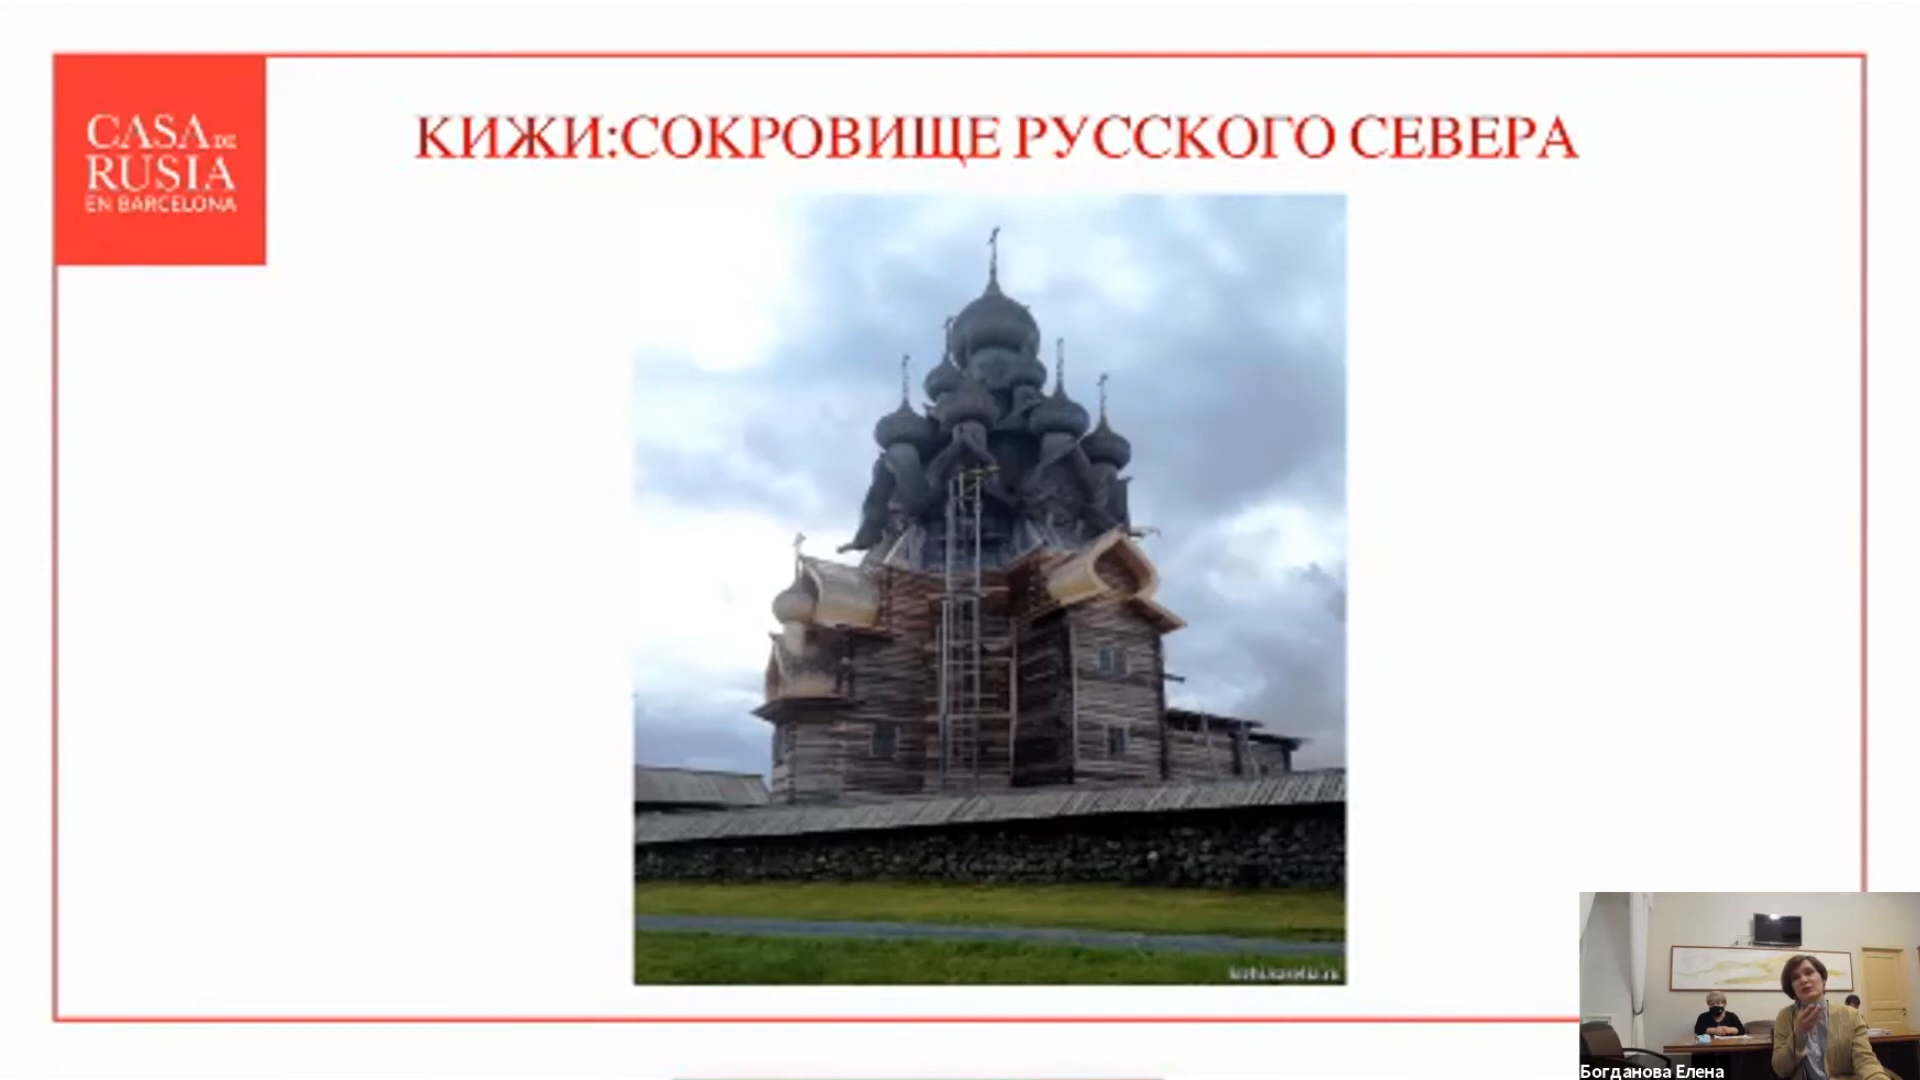 CASA DE
RUSIA
EN BARCELONA
КИЖИ:СОКРОВИЩЕ РУССКОГО СЕВЕРА
Богданова Елена